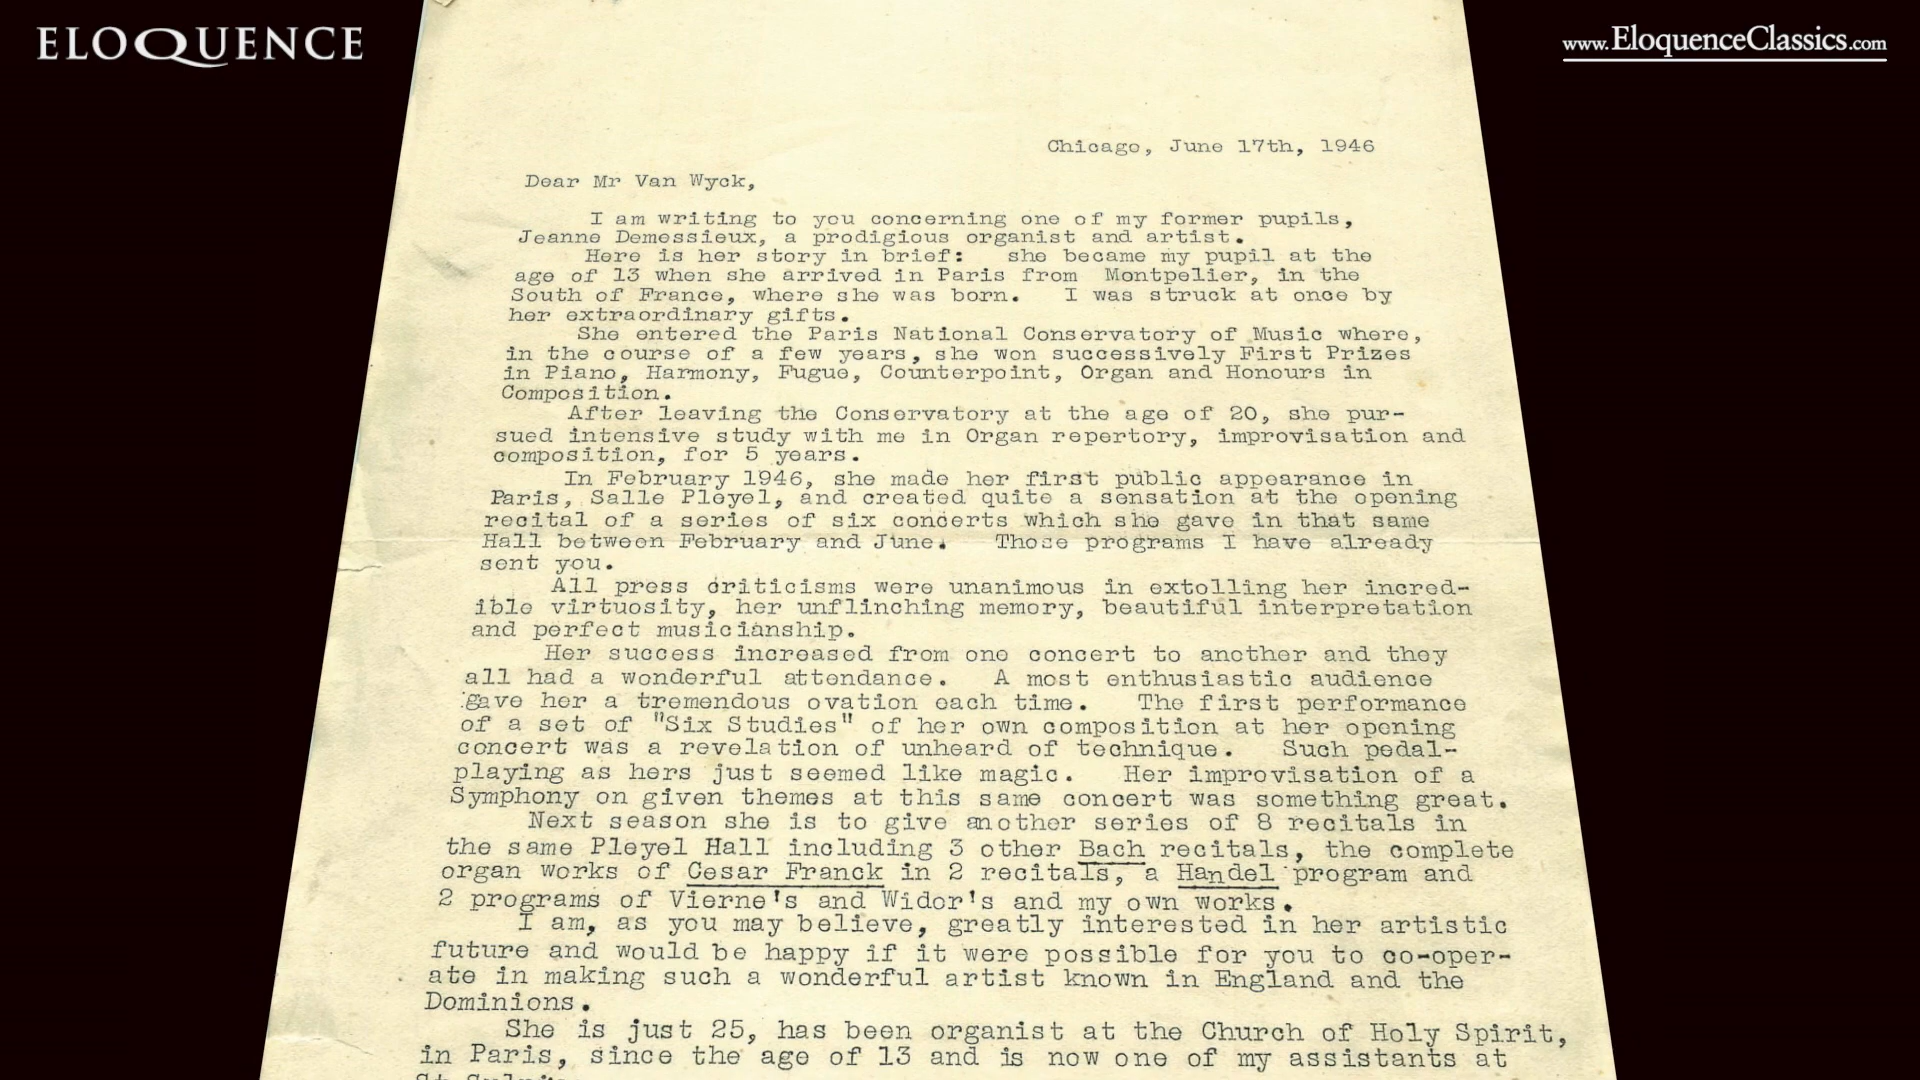 ELOQUENCE
www.EloquenceClassics.com
Chicago, June 17th, 1946
Dear Mr Van Wyck,
I am writing to you concerning one of my former pupils,
Jeanne Demessieux, a prodigious organist and artist.
Here is her story in brief: she became my pupil at the
age of 13 when she arrived in Paris from Montpelier, in the
South of France, where she was born. I was struck at once by
her extraordinary gifts.
She entered the Paris National Conservatory of Music where,
in the course of a few years, she won successively First Prizes
in Piano, Harmony, Fugue, Counterpoint, Organ and Honours in
Composition.
After leaving the Conservatory at the age of 20, she pur-
sued intensive study with me in Organ repertory, improvisation and
composition, for 5 years.
In February 1946, she made her first public appearance in
Paris, Salle Pleyel, and created quite a sensation at the opening
recital of a series of six concerts which she gave in that same
Hall between February and June. Those programs I have already
sent you.
All press criticisms were unanimous in extolling her incred-
ible virtuosity, her unflinching memory, beautiful interpretation
and perfect musicianship.
Her success increased from one concert to another and they
all had a wonderful attendance. A most enthusiastic audience
gave her a tremendous ovation each time. The first performance
of a set of "Six Studies" of her own composition at her opening
concert was a revelation of unheard of technique. Such pedal-
playing as hers just seemed like magic. Her improvisation of a
Symphony on given themes at this same concert was something great.
Next season she is to give another series of 8 recitals in
the same Pleyel Hall including 3 other Bach recitals, the complete
organ works of Cesar Franck in 2 recitals, a Handel program and
2 programs of Vierne's and Widor's and my own works.
I am, as you may believe, greatly interested in her artistic
future and would be happy if it were possible for you to co-oper-
ate in making such a wonderful artist known in England and the
Dominions.
She is just 25, has been organist at the Church of Holy Spirit,
in Paris, since the age of 13 and is now one of my assistants at